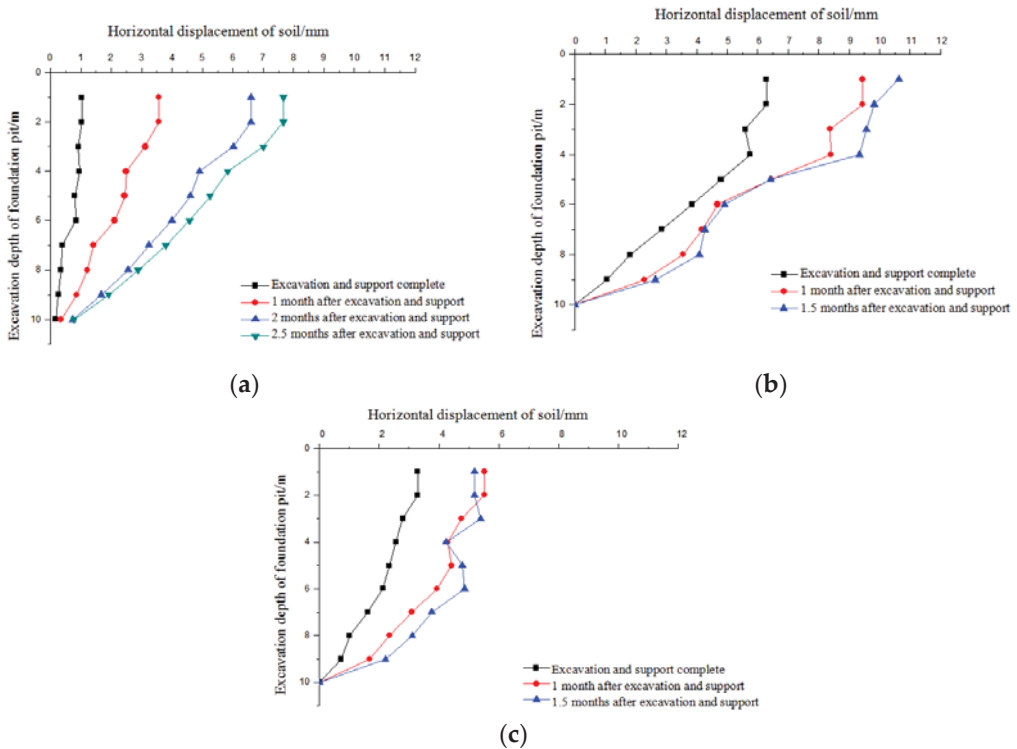 Horizontal displacement of soil/mm
0 1 2 3 4 5 6 7 8 9 10 11 12
Excavation depth of foundation pit/m
0
2
4
6
8
10
Excavation and support complete
1 month after excavation and support
2 months after excavation and support
2.5 months after excavation and support
(a)
Horizontal displacement of soil/mm
0 1 2 3 4 5 6 7 8 9 10 11 12
Excavation depth of foundation pit/m
0
2
4
6
8
10
Excavation and support complete
1 month after excavation and support
1.5 months after excavation and support
(b)
Horizontal displacement of soil/mm
0 2 4 6 8 10 12
Excavation depth of foundation pit/m
0
2
4
6
8
10
Excavation and support complete
1 month after excavation and support
1.5 months after excavation and support
(c)